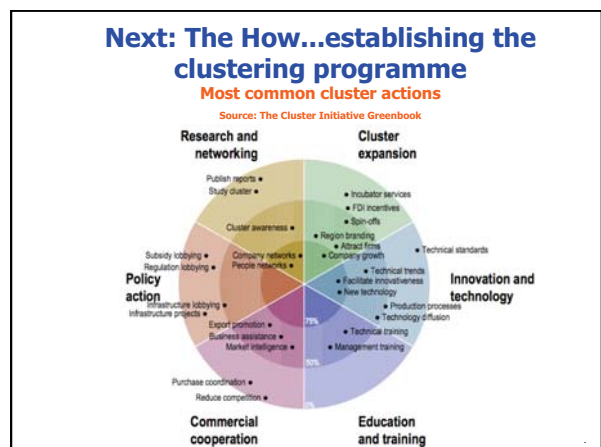 Next: The How...establishing the
clustering programme
Most common cluster actions
Source: The Cluster Initiative Greenbook
Research and
networking
Cluster
expansion
Publish reports
Study cluster
Cluster awareness
Company networks
People networks
Incubator services
FDI incentives
Spin-offs
Region branding
Attract firms
Company growth
Subsidy lobbying
Regulation lobbying
Policy
action
Infrastructure lobbying
Infrastructure projects
Technical standards
Technical trends
Facilitate innovativeness
New technology
Innovation and
technology
Production processes
Technology diffusion
Export promotion
Business assistance
Market intelligence
Purchase coordination
Reduce competition
Technical training
Management training
75%
50%
Commercial
cooperation
Education
and training